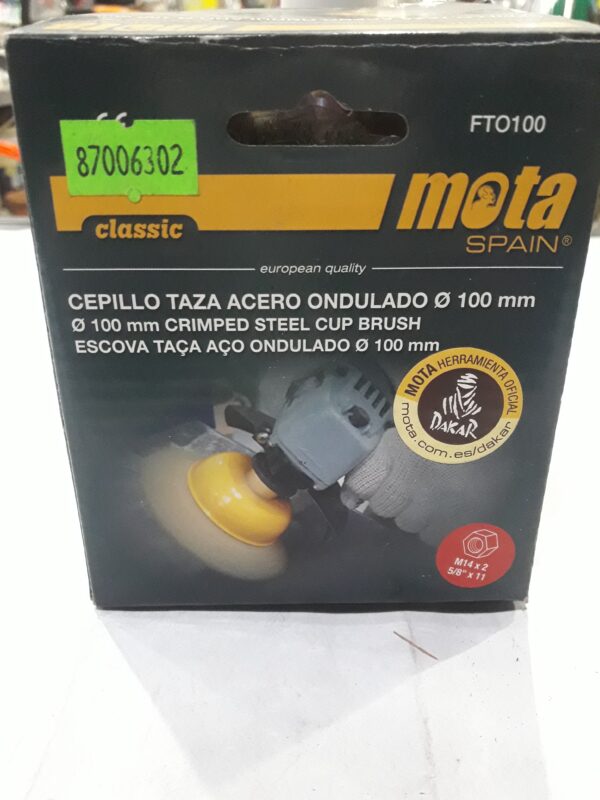 FTO100
87006302
classic
mota
SPAIN®
european quality
CEPILLO TAZA ACERO ONDULADO Ø 100 mm
Ø 100 mm CRIMPED STEEL CUP BRUSH
ESCOVA TAÇA AÇO ONDULADO Ø 100 mm
MOTA HERRAMIENTA OFICIAL
DAKAR
mota.com.es/dakar
M14 x 2
5/8" x 11